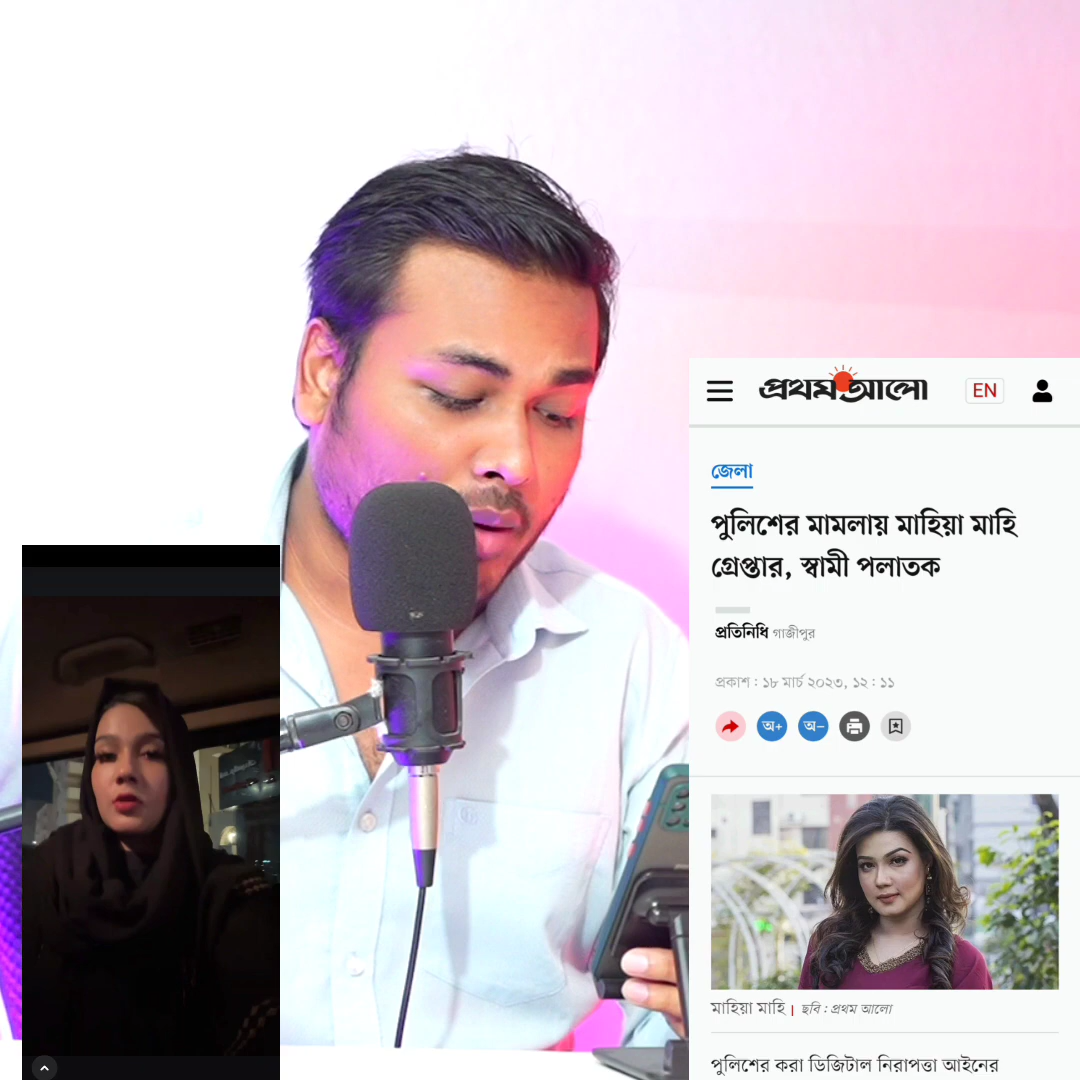 প্রথম আলো
EN
জেলা
পুলিশের মামলায় মাহিয়া মাহি
গ্রেপ্তার, স্বামী পলাতক
প্রতিনিধি গাজীপুর
প্রকাশ : ১৮ মার্চ ২০২৩, ১২ : ১১
অ+ অ−
মাহিয়া মাহি | ছবি : প্রথম আলো
পুলিশের করা ডিজিটাল নিরাপত্তা আইনের